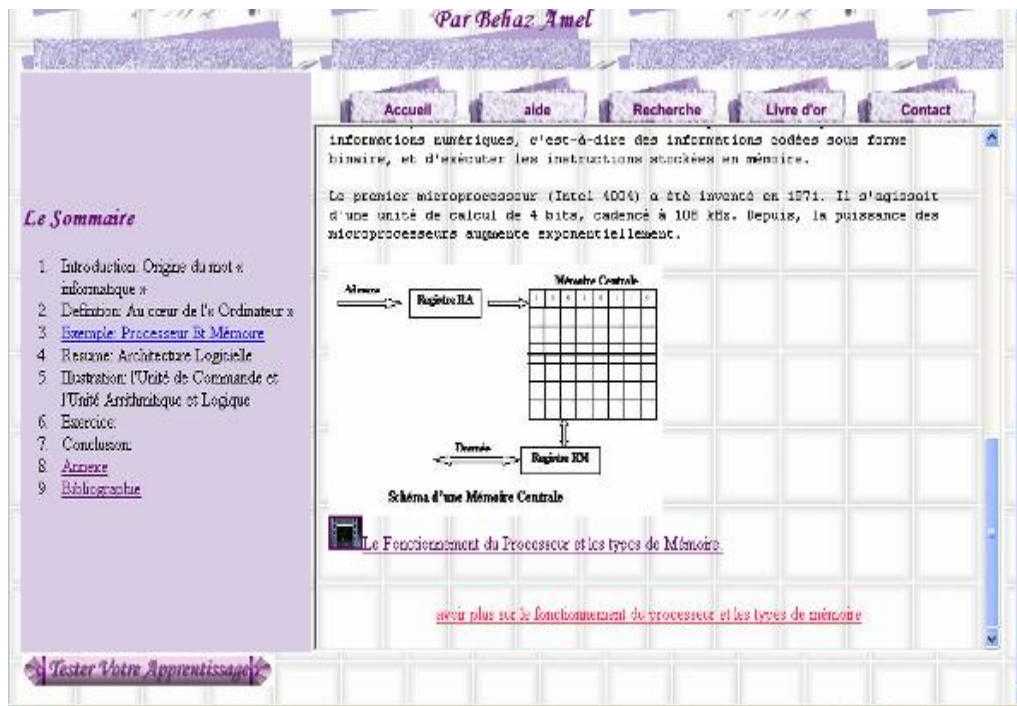 Par Behaz Amel
Accueil
aide
Recherche
Livre d'or
Contact
Le Sommaire
1. Introduction: Origine du mot «
informatique »
2. Definition: Au cœur de l'« Ordinateur »
3. Exemple: Processeur Et Mémoire
4. Resume: Architecture Logicielle
5. Illustration: l'Unité de Commande et
l'Unité Arrithmitique et Logique
6. Exercice:
7. Conclusion:
8. Annexe
9. Bibliographie
Tester Votre Apprentissage
informations numériques, c'est-à-dire des informations codées sous forme
binaire, et d'exécuter les instructions stockées en mémoire.
Le premier microprocesseur (Intel 4004) a été inventé en 1971. Il s'agissait
d'une unité de calcul de 4 bits, cadencé à 108 kHz. Depuis, la puissance des
microprocesseurs augmente exponentiellement.
Mémoire Centrale
Adresse
Registre RA
Donnée
Registre RM
Schéma d'une Mémoire Centrale
Le Fonctionnement du Processeur et les types de Mémoire.
avoir plus sur le fonctionnement du processeur et les types de mémoire